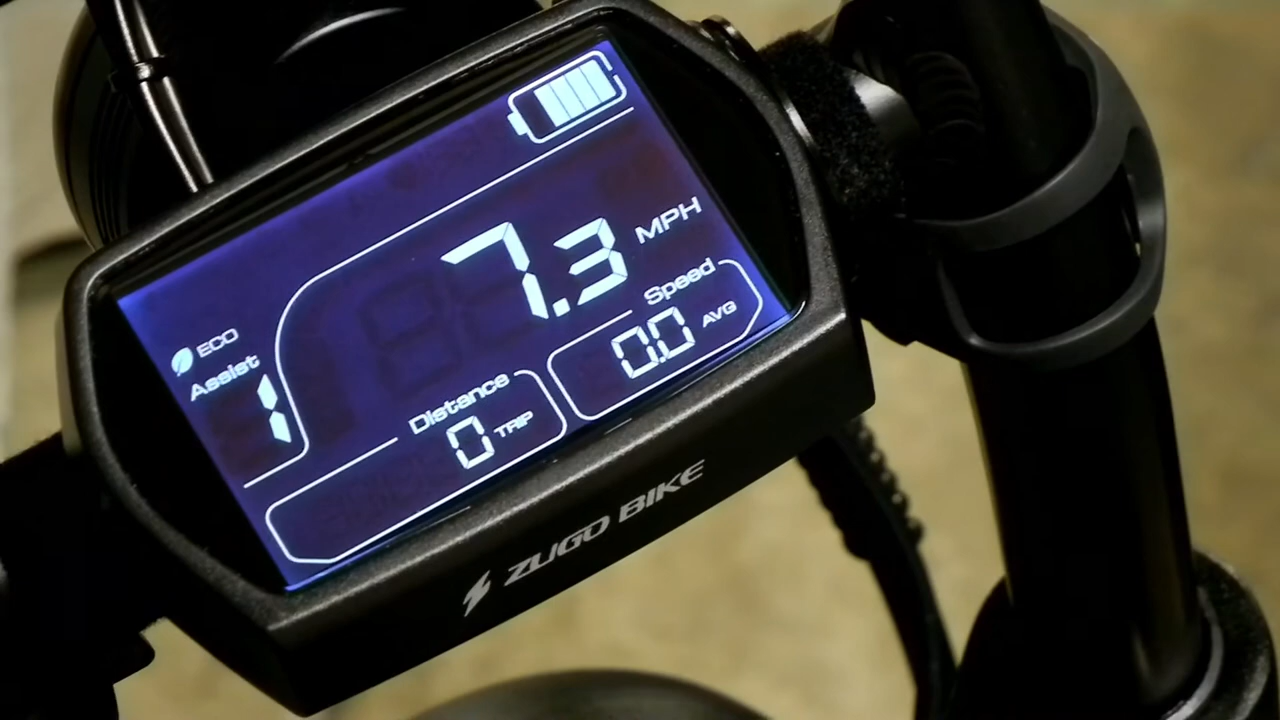 7.3 MPH
ECO
Assist
1
Distance
0 TRIP
Speed
0.0 AVG
ZUGO BIKE